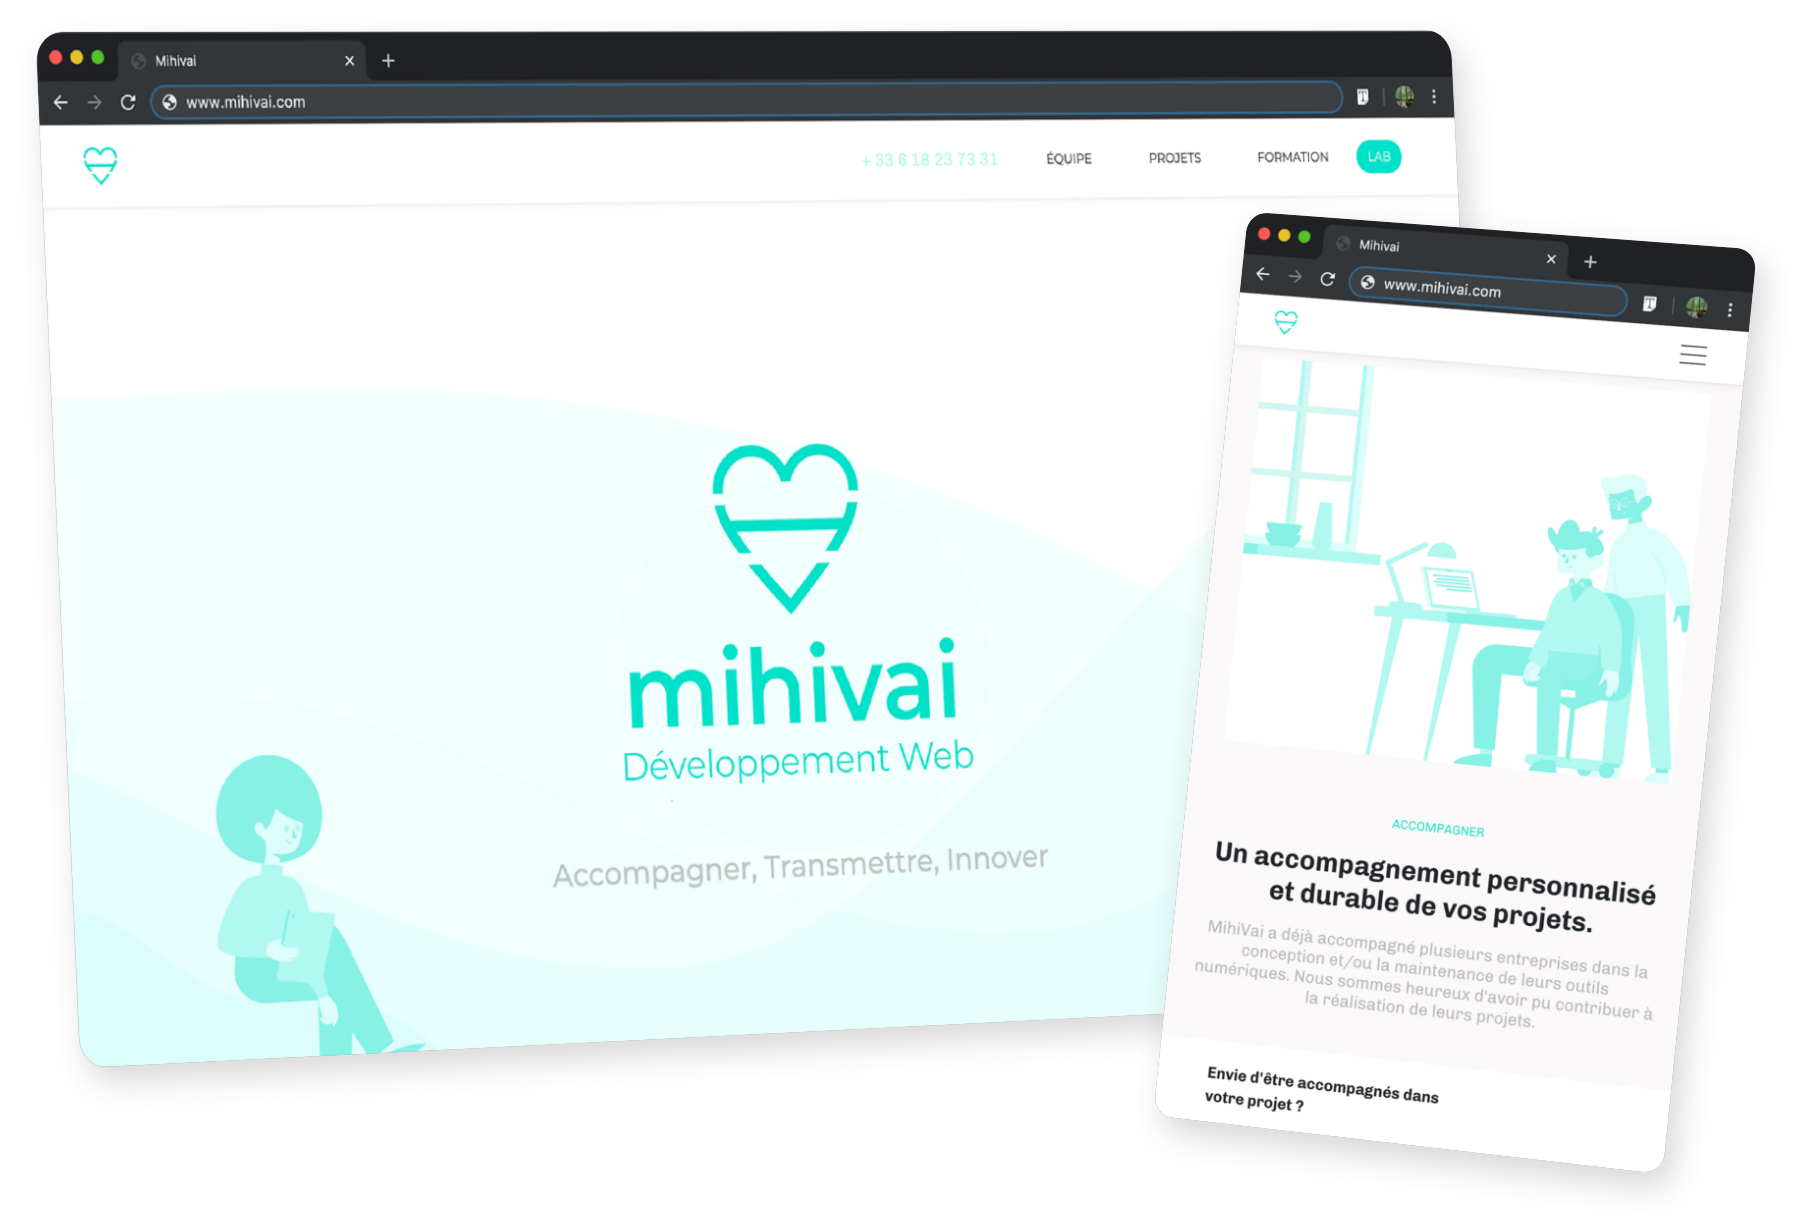 Mihivai
www.mihivai.com
+ 33 6 18 23 73 31
ÉQUIPE
PROJETS
FORMATION
LAB
mihivai
Développement Web
Accompagner, Transmettre, Innover
Mihivai
www.mihivai.com
ACCOMPAGNER
Un accompagnement personnalisé
et durable de vos projets.
MihiVai a déjà accompagné plusieurs entreprises dans la
conception et/ou la maintenance de leurs outils
numériques. Nous sommes heureux d'avoir pu contribuer à
la réalisation de leurs projets.
Envie d'être accompagnés dans
votre projet ?